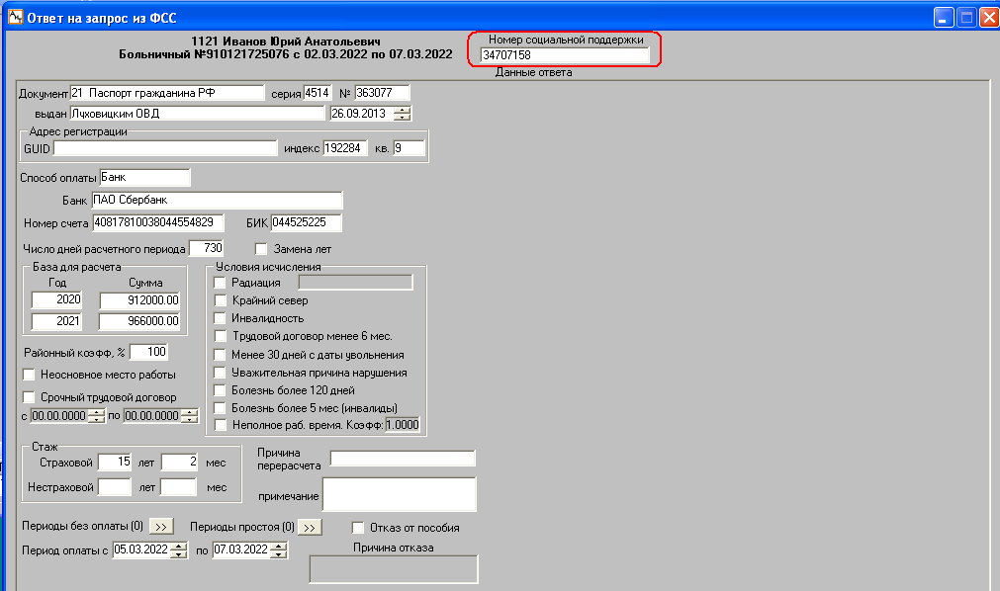 Ответ на запрос из ФСС
1121 Иванов Юрий Анатольевич
Больничный №910121725076 с 02.03.2022 по 07.03.2022
Номер социальной поддержки
34707158
Данные ответа
Документ 21 Паспорт гражданина РФ серия 4514 № 363077
выдан Луховицким ОВД 26.09.2013
Адрес регистрации
GUID индекс 192284 кв. 9
Способ оплаты Банк
Банк ПАО Сбербанк
Номер счета 40817810038044554829 БИК 044525225
Число дней расчетного периода 730 Замена лет
База для расчета
Год Сумма
2020 912000.00
2021 966000.00
Районный коэфф, % 100
Неосновное место работы
Срочный трудовой договор
с 00.00.0000 по 00.00.0000
Условия исчисления
Радиация
Крайний север
Инвалидность
Трудовой договор менее 6 мес.
Менее 30 дней с даты увольнения
Уважительная причина нарушения
Болезнь более 120 дней
Болезнь более 5 мес (инвалиды)
Неполное раб. время. Коэфф: 1.0000
Стаж
Страховой 15 лет 2 мес
Нестраховой лет мес
Причина
перерасчета
примечание
Периоды без оплаты (0) >> Периоды простоя (0) >> Отказ от пособия
Период оплаты с 05.03.2022 по 07.03.2022
Причина отказа